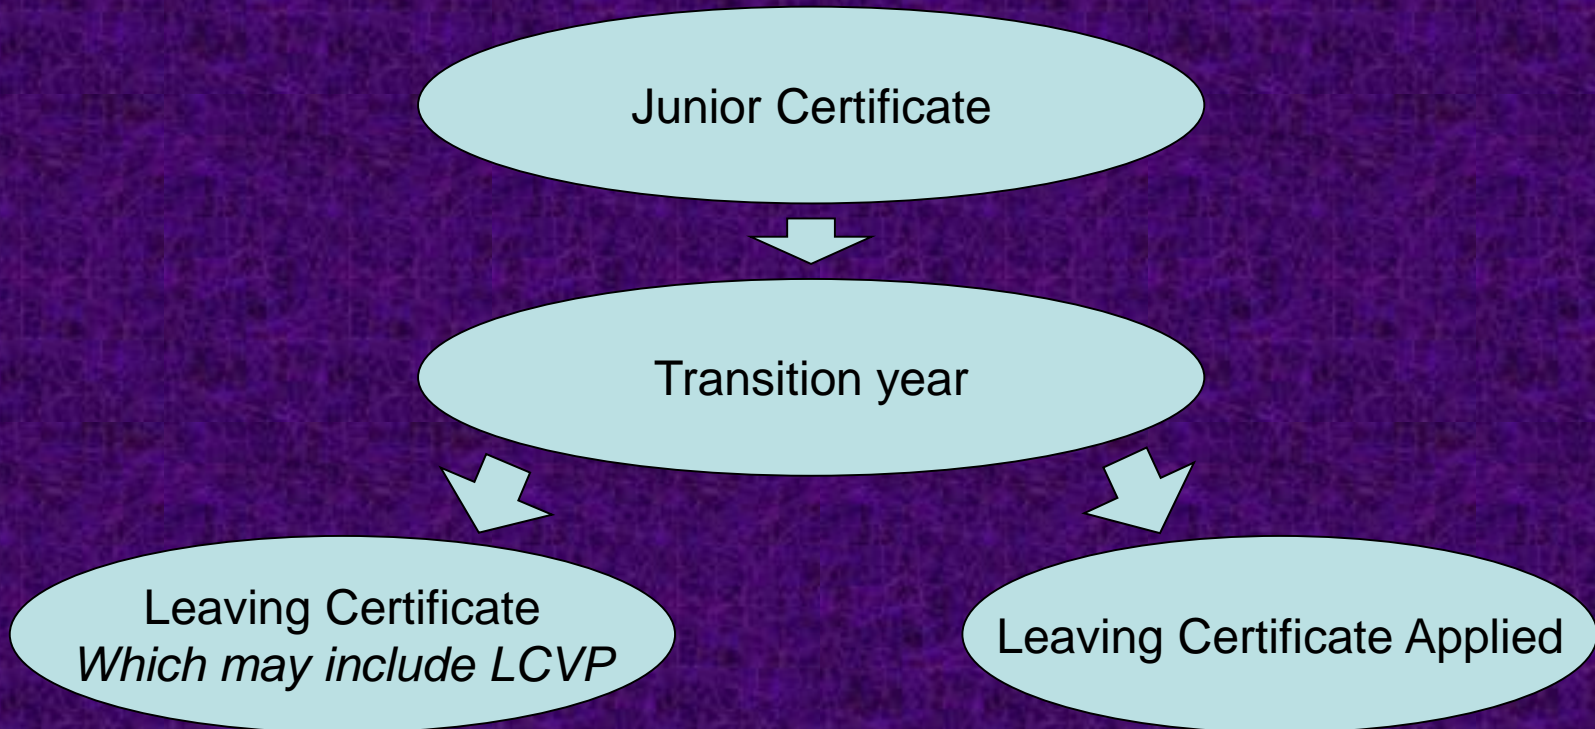 Junior Certificate
Transition year
Leaving Certificate
Which may include LCVP
Leaving Certificate Applied